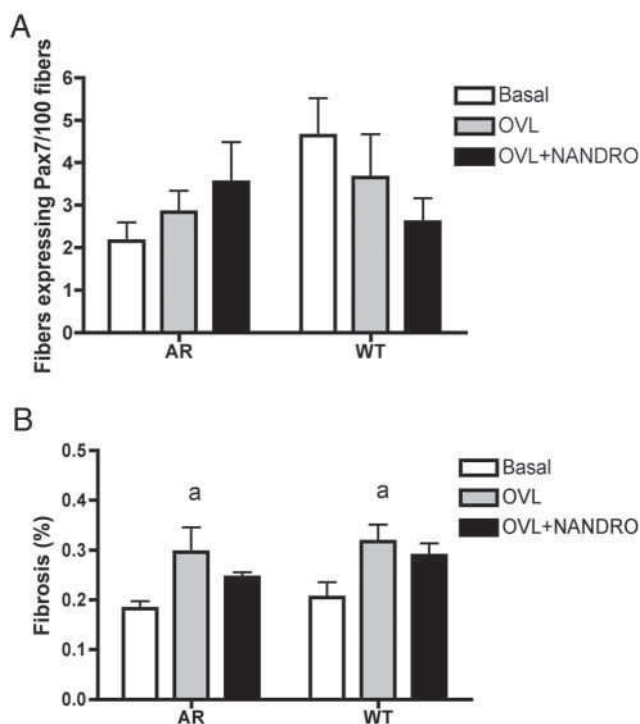 A
Fibers expressing Pax7/100 fibers
6
5
4
3
2
1
0
AR
WT
Basal
OVL
OVL+NANDRO
B
Fibrosis (%)
0.5
0.4
0.3
0.2
0.1
0.0
a
a
AR
WT
Basal
OVL
OVL+NANDRO